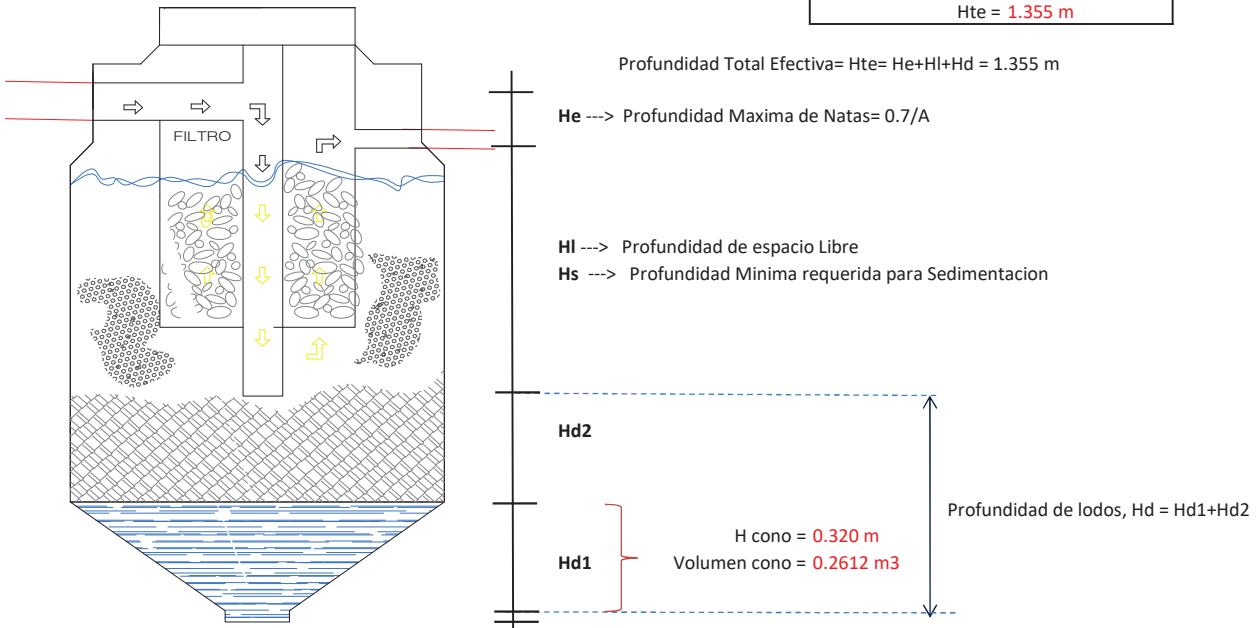 Hte = 1.355 m
Profundidad Total Efectiva= Hte= He+Hl+Hd = 1.355 m
He ---> Profundidad Maxima de Natas= 0.7/A
FILTRO
Hl ---> Profundidad de espacio Libre
Hs ---> Profundidad Minima requerida para Sedimentacion
Hd2
Profundidad de lodos, Hd = Hd1+Hd2
H cono = 0.320 m
Hd1
Volumen cono = 0.2612 m3